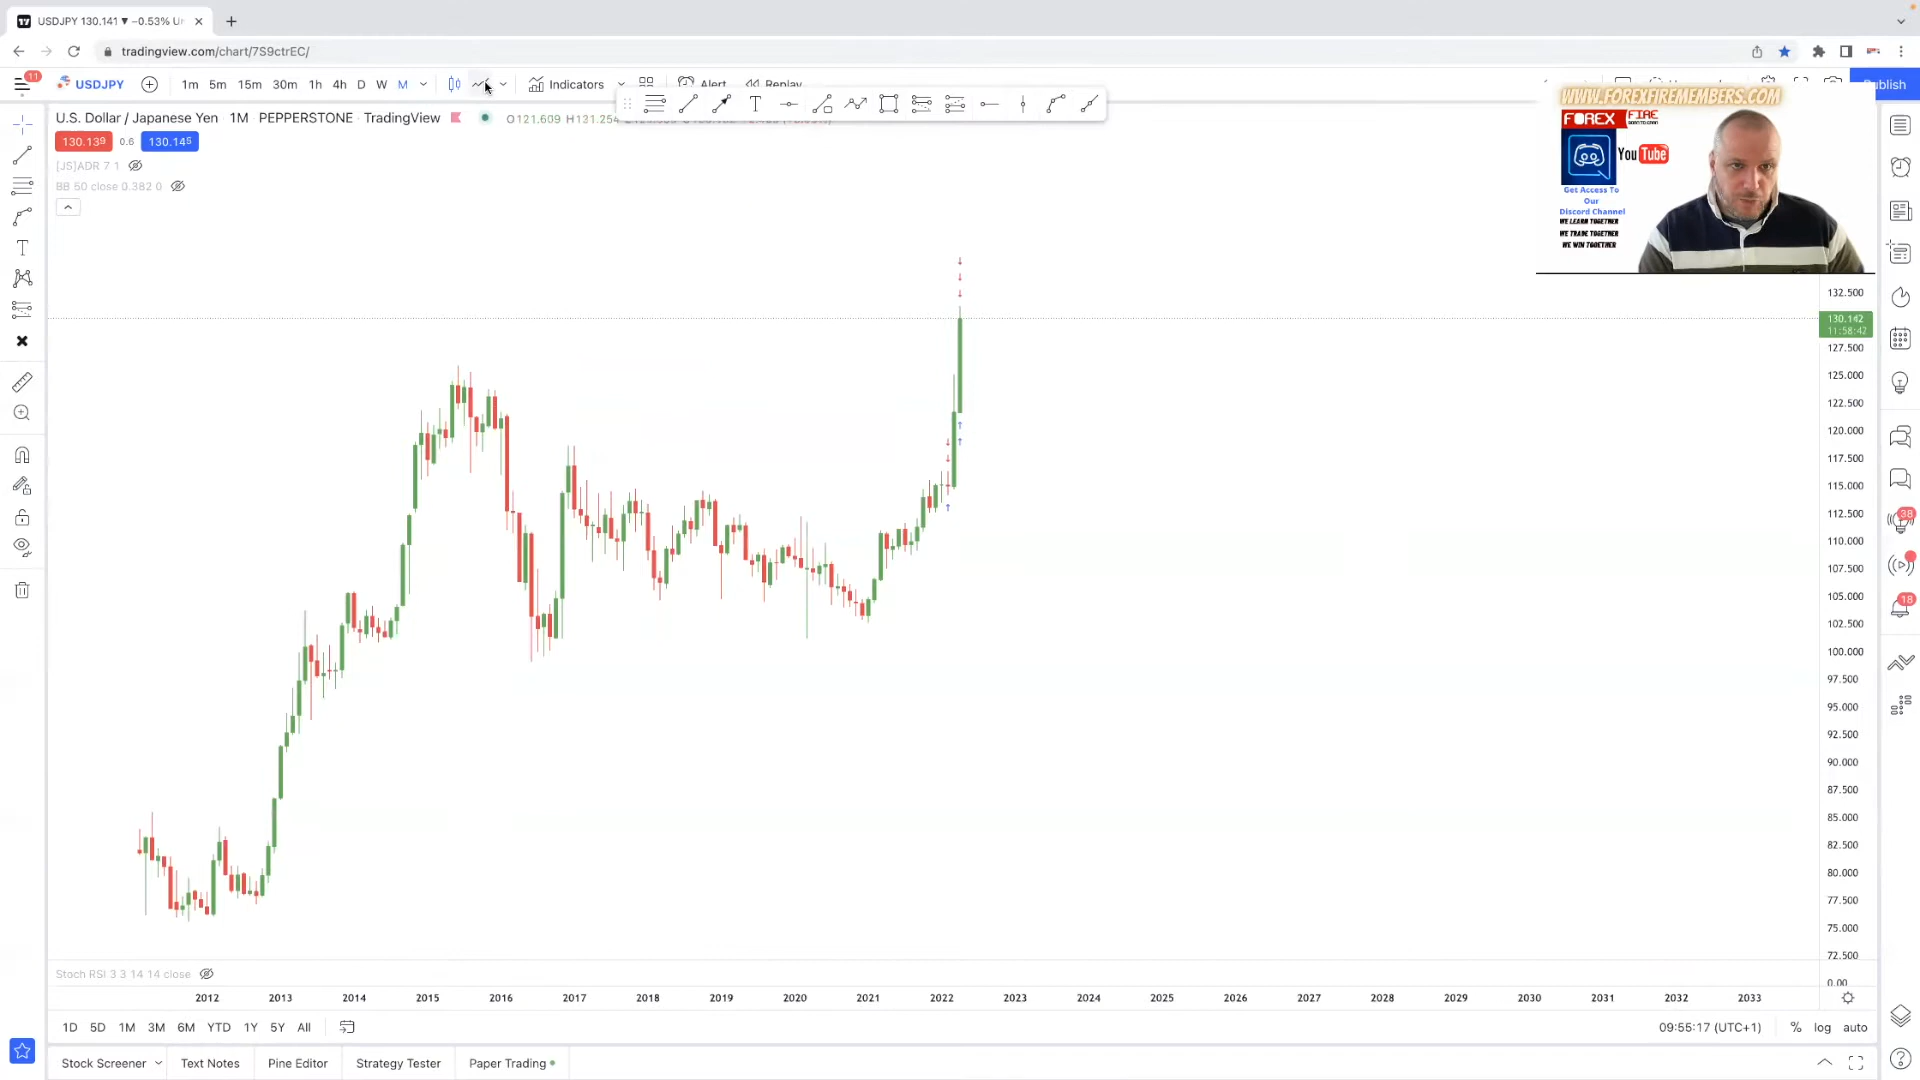 USDJPY 130.141 ▼ −0.53% Un
tradingview.com/chart/7S9ctrEC/
11
USDJPY
1m 5m 15m 30m 1h 4h D W M
Indicators
Alert
Replay
Publish
U.S. Dollar / Japanese Yen · 1M · PEPPERSTONE · TradingView
O121.609 H131.254
130.139 0.6 130.145
[JS]ADR 7 1
BB 50 close 0.382 0
WWW.FOREXFIREMEMBERS.COM
FOREX FIRE
YouTube
Get Access To
Our
Discord Channel
WE LEARN TOGETHER
WE TRADE TOGETHER
WE WIN TOGETHER
132.500
130.142
11:58:42
127.500
125.000
122.500
120.000
117.500
115.000
112.500
110.000
107.500
105.000
102.500
100.000
97.500
95.000
92.500
90.000
87.500
85.000
82.500
80.000
77.500
75.000
72.500
0.00
38
18
Stoch RSI 3 3 14 14 close
2012 2013 2014 2015 2016 2017 2018 2019 2020 2021 2022 2023 2024 2025 2026 2027 2028 2029 2030 2031 2032 2033
1D 5D 1M 3M 6M YTD 1Y 5Y All
09:55:17 (UTC+1) % log auto
Stock Screener Text Notes Pine Editor Strategy Tester Paper Trading